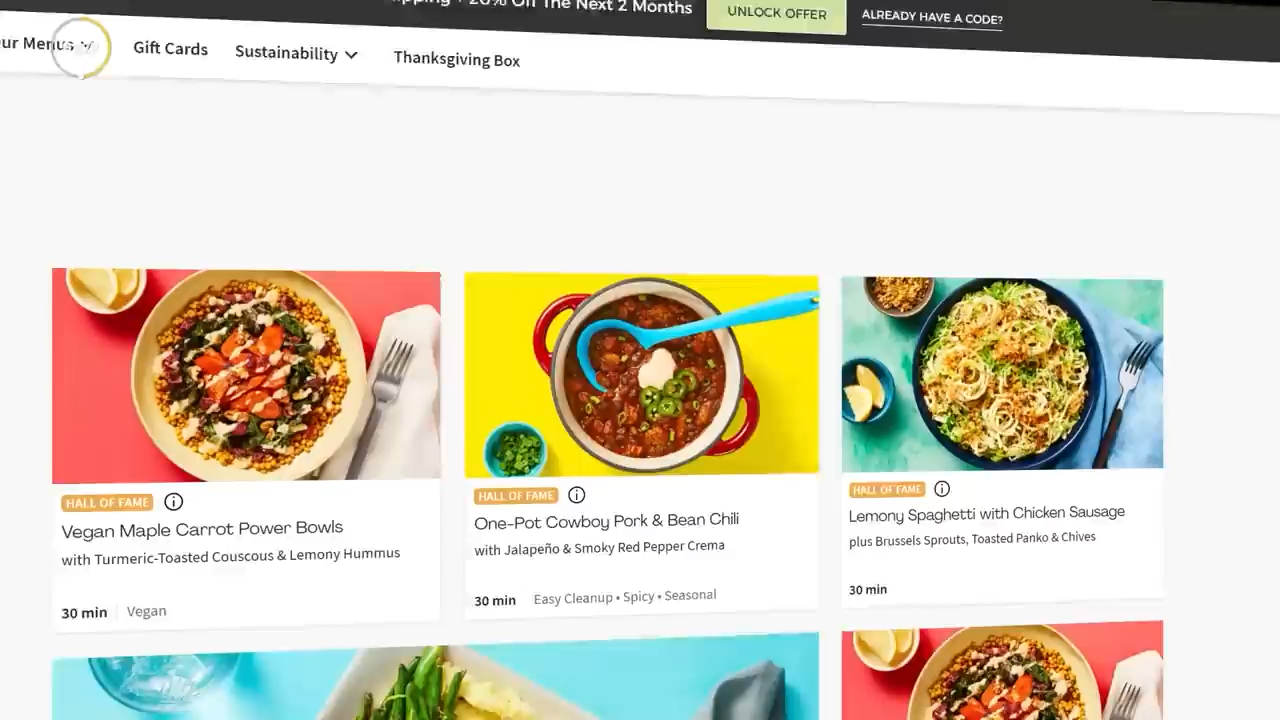 20% Off The Next 2 Months
UNLOCK OFFER
ALREADY HAVE A CODE?
Menus
Gift Cards
Sustainability
Thanksgiving Box
HALL OF FAME
Vegan Maple Carrot Power Bowls
with Turmeric-Toasted Couscous & Lemony Hummus
30 min
Vegan
HALL OF FAME
One-Pot Cowboy Pork & Bean Chili
with Jalapeño & Smoky Red Pepper Crema
30 min
Easy Cleanup • Spicy • Seasonal
HALL OF FAME
Lemony Spaghetti with Chicken Sausage
plus Brussels Sprouts, Toasted Panko & Chives
30 min